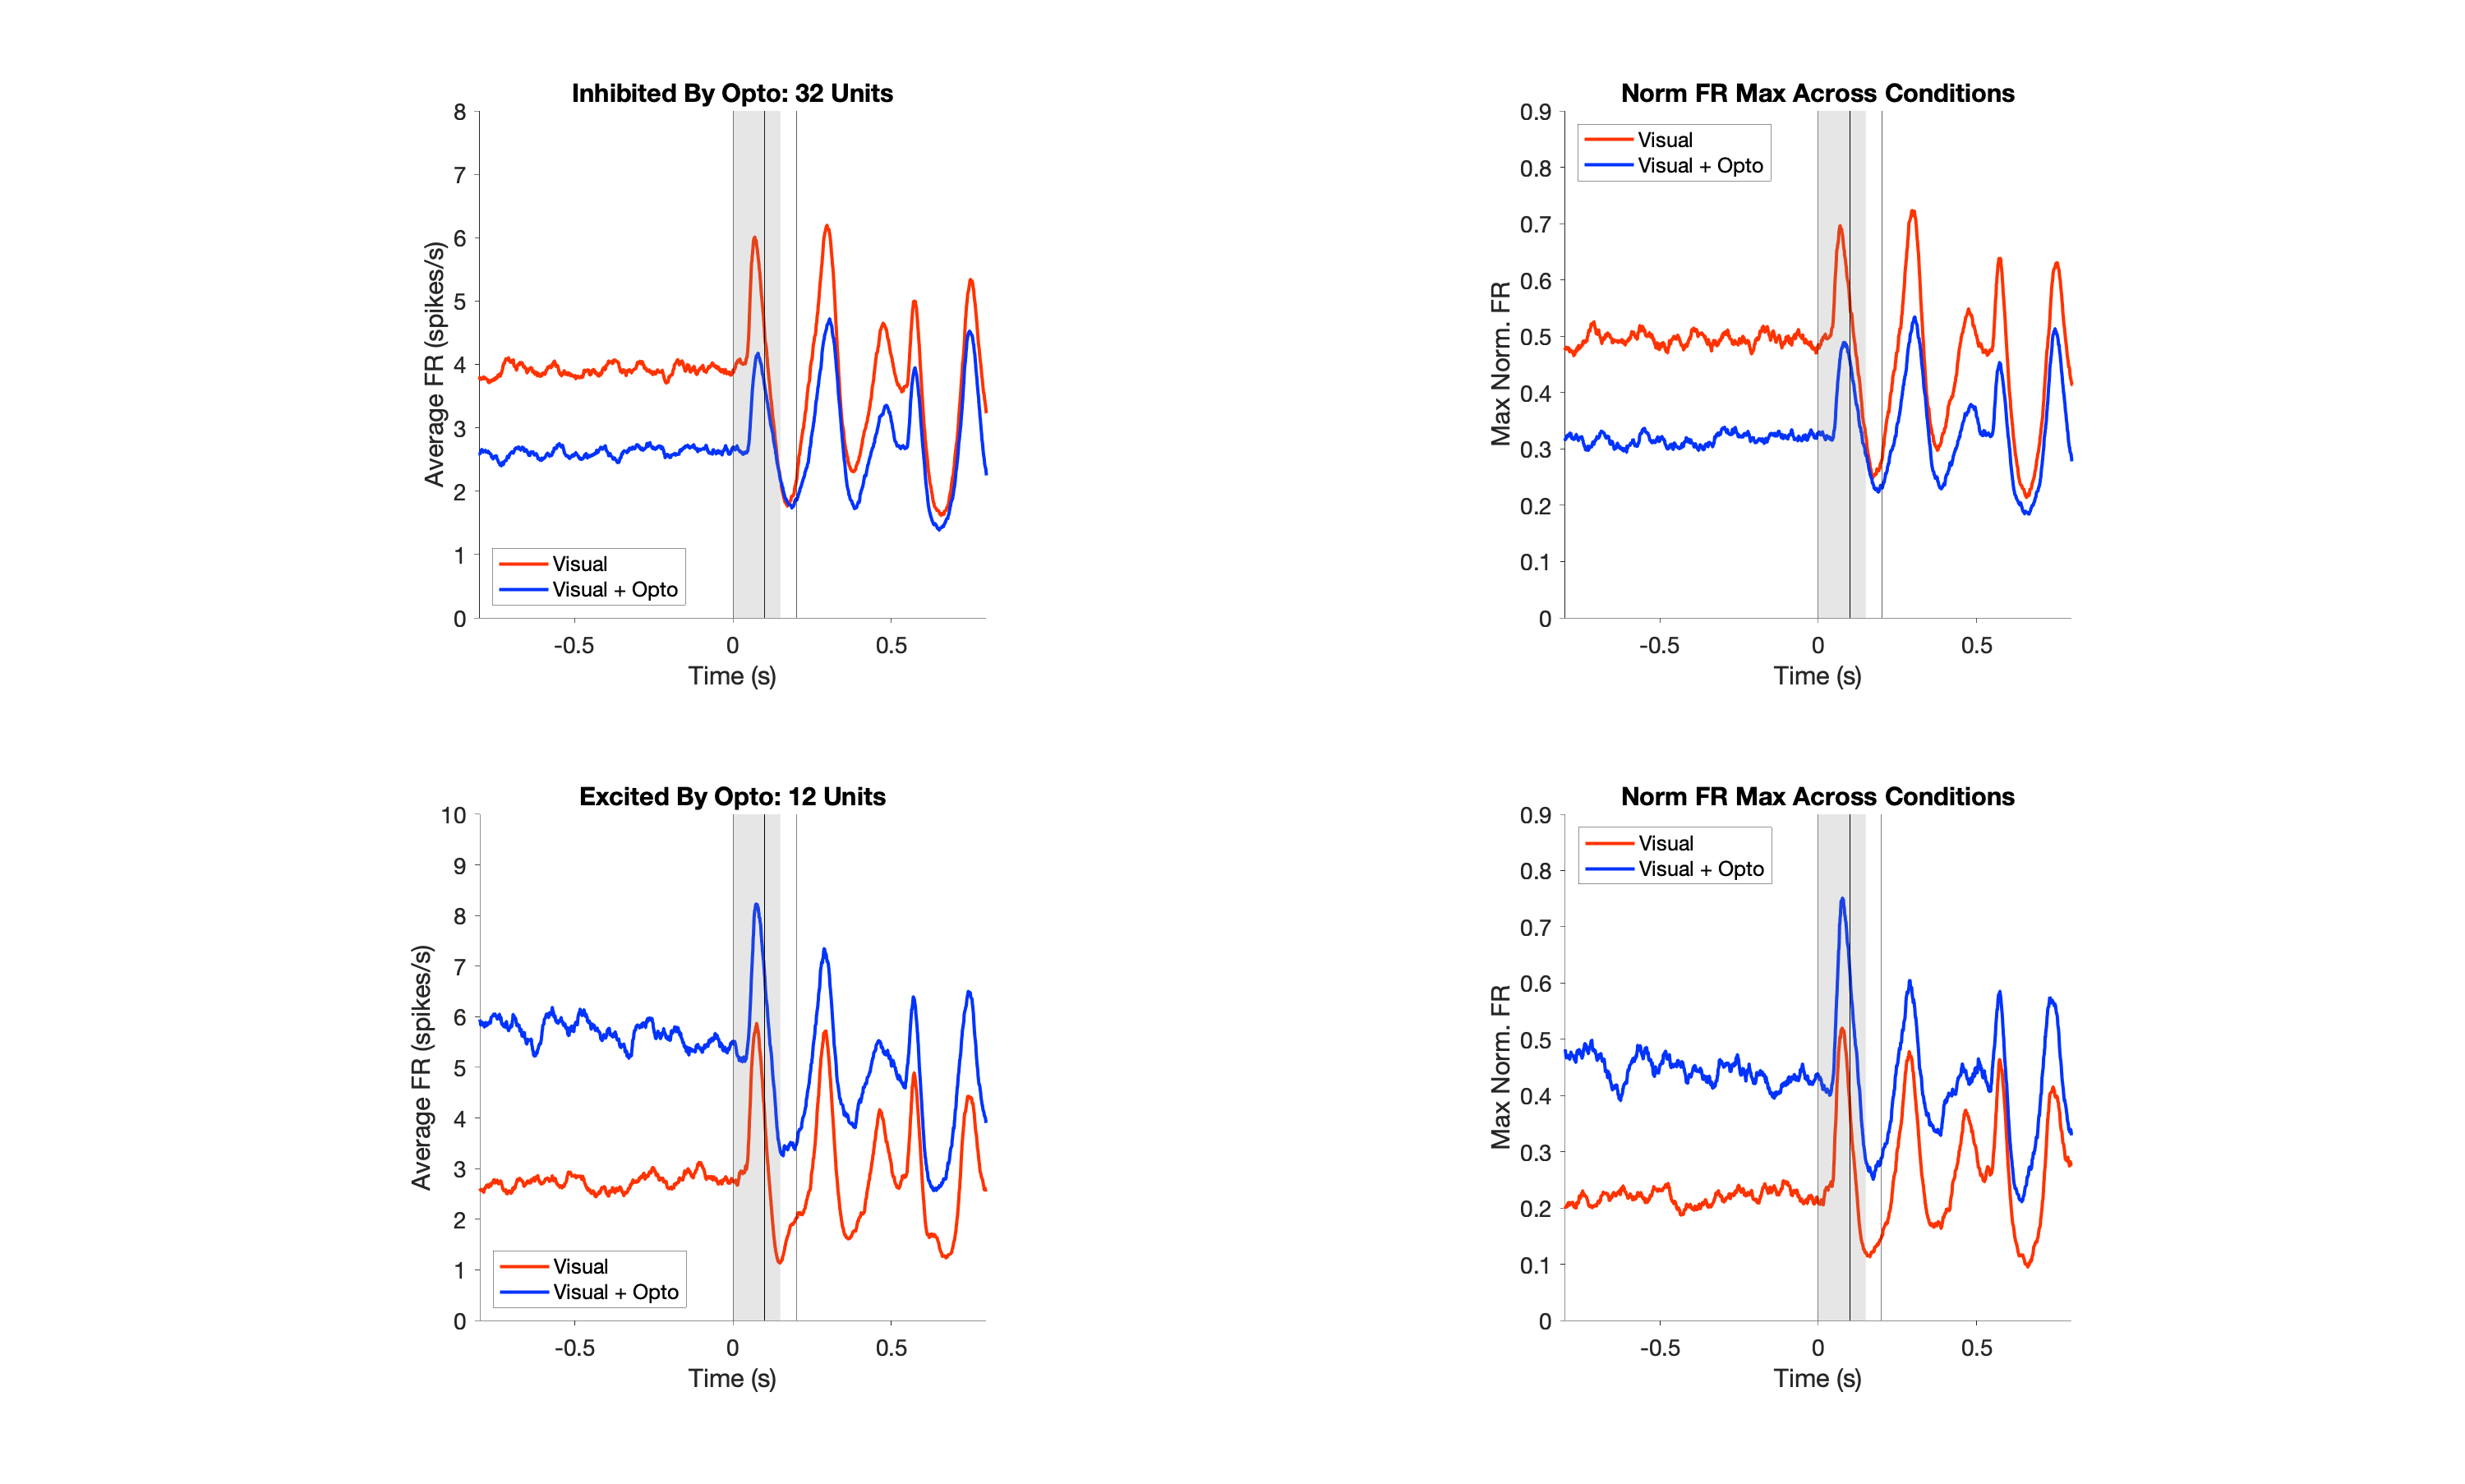 Inhibited By Opto: 32 Units
8
7
6
5
4
3
2
1
0
Average FR (spikes/s)
Visual
Visual + Opto
-0.5
0
0.5
Time (s)
Norm FR Max Across Conditions
0.9
0.8
0.7
0.6
0.5
0.4
0.3
0.2
0.1
0
Max Norm. FR
Visual
Visual + Opto
-0.5
0
0.5
Time (s)
Excited By Opto: 12 Units
10
9
8
7
6
5
4
3
2
1
0
Average FR (spikes/s)
Visual
Visual + Opto
-0.5
0
0.5
Time (s)
Norm FR Max Across Conditions
0.9
0.8
0.7
0.6
0.5
0.4
0.3
0.2
0.1
0
Max Norm. FR
Visual
Visual + Opto
-0.5
0
0.5
Time (s)